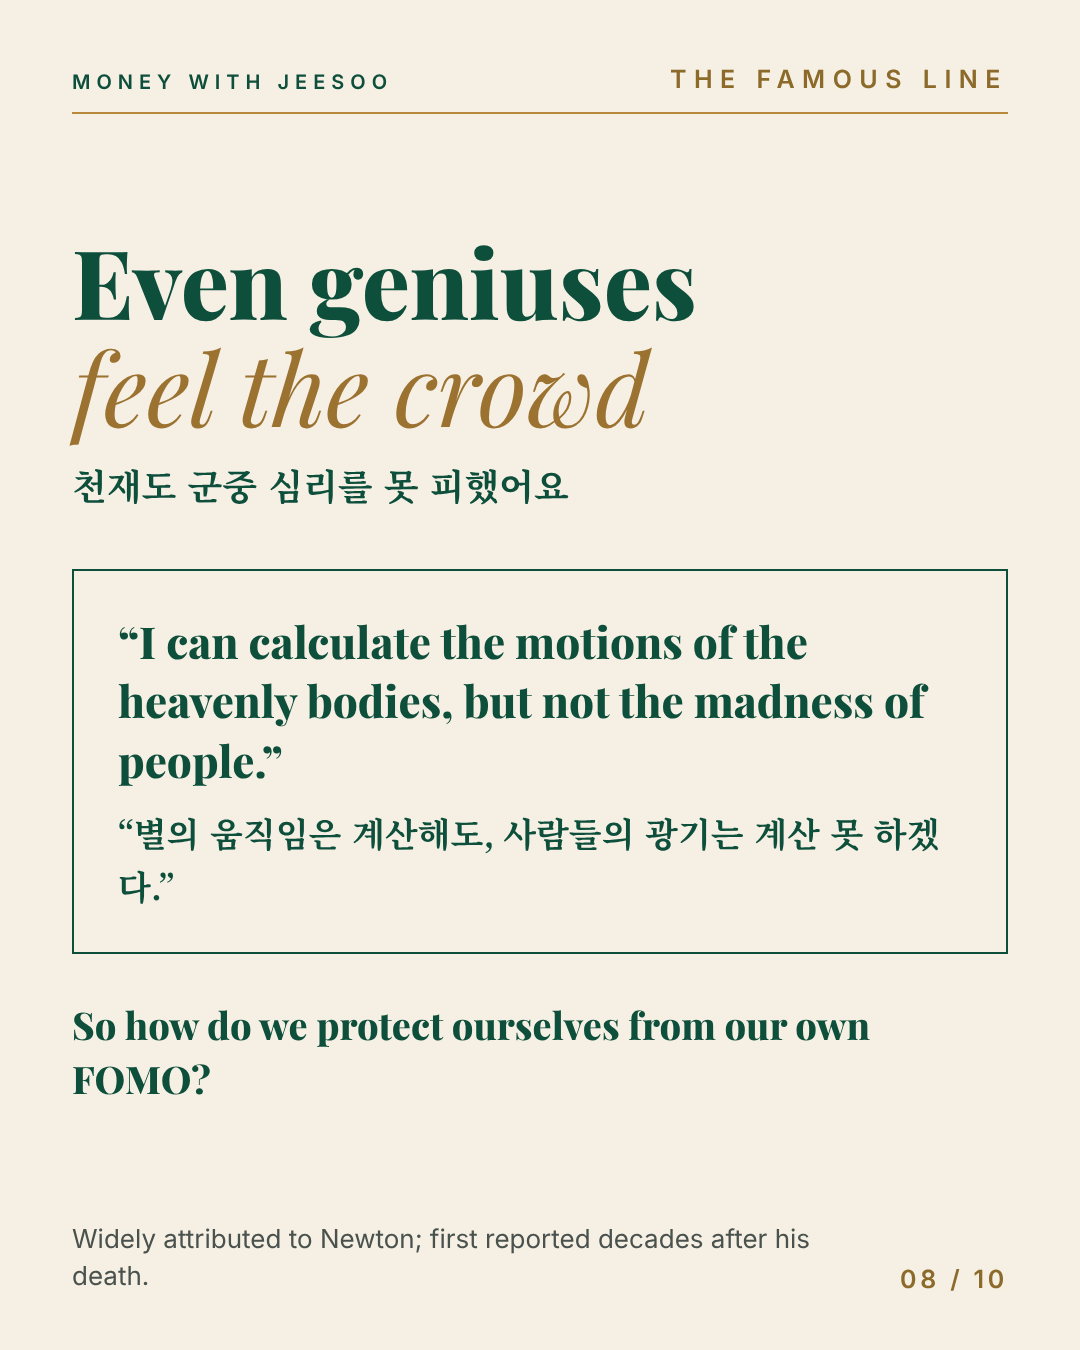 MONEY WITH JEESOO
THE FAMOUS LINE
Even geniuses
feel the crowd
천재도 군중 심리를 못 피했어요
“I can calculate the motions of the
heavenly bodies, but not the madness of
people.”
“별의 움직임은 계산해도, 사람들의 광기는 계산 못 하겠
다.”
So how do we protect ourselves from our own
FOMO?
Widely attributed to Newton; first reported decades after his
death.
08 / 10